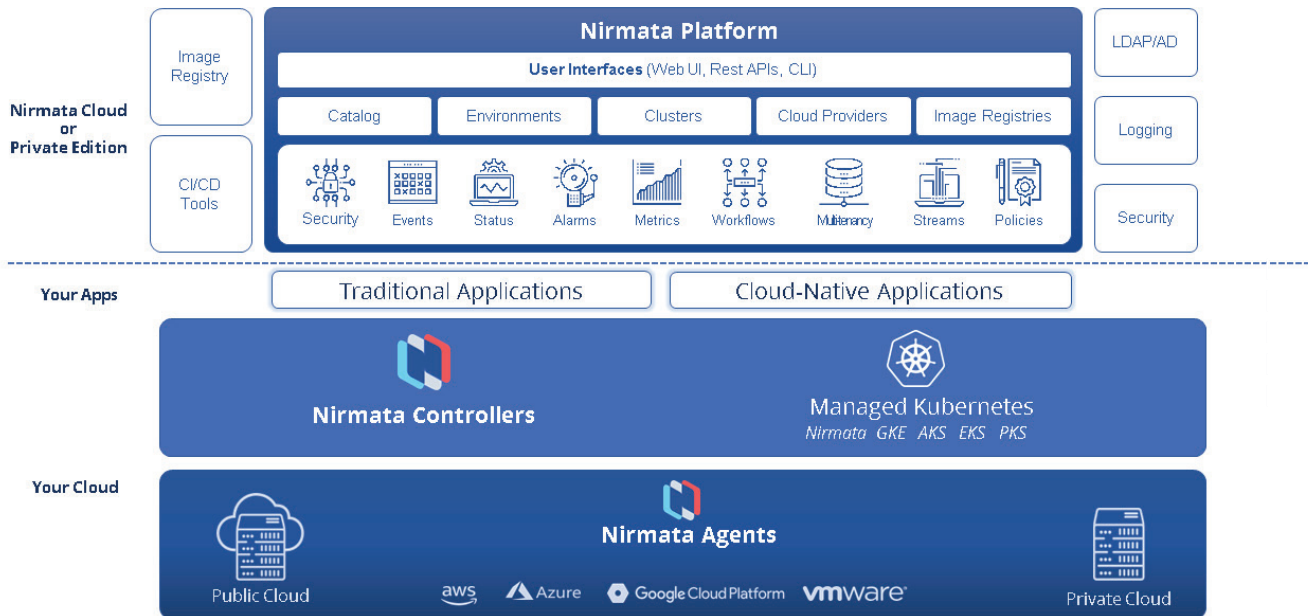 Nirmata Cloud
or
Private Edition
Image
Registry
CI/CD
Tools
Nirmata Platform
User Interfaces (Web UI, Rest APIs, CLI)
Catalog
Environments
Clusters
Cloud Providers
Image Registries
Security
Events
Status
Alarms
Metrics
Workflows
Multi-tenancy
Streams
Policies
LDAP/AD
Logging
Security
Your Apps
Traditional Applications
Cloud-Native Applications
Nirmata Controllers
Managed Kubernetes
Nirmata GKE AKS EKS PKS
Your Cloud
Public Cloud
Nirmata Agents
aws
Azure
Google Cloud Platform
vmware®
Private Cloud